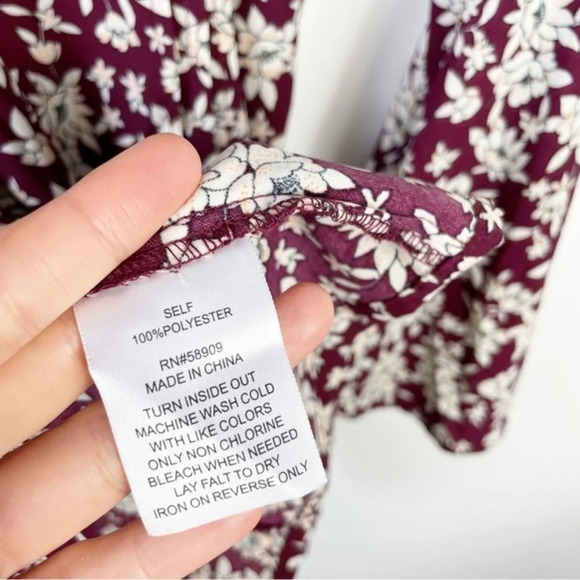 SELF
100%POLYESTER
RN#58909
MADE IN CHINA
TURN INSIDE OUT
MACHINE WASH COLD
WITH LIKE COLORS
ONLY NON CHLORINE
BLEACH WHEN NEEDED
LAY FALT TO DRY
IRON ON REVERSE ONLY